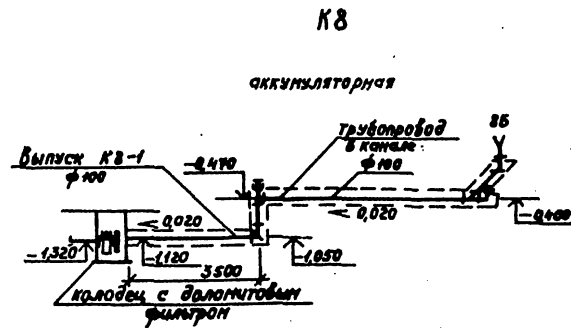 К8
аккумуляторная
8б
трубопровод
в канале
ф100
Выпуск К8-1
ф100
-0,470
0,020
0,020
-0,400
-1,320
-1,120
-1,050
3500
колодец с доломитовым
фильтром